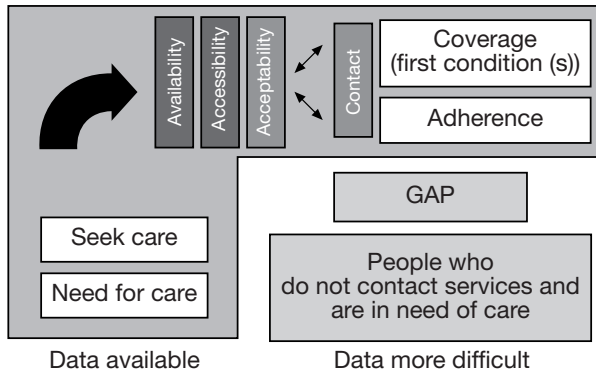 Availability
Accessibility
Acceptability
Contact
Coverage
(first condition (s))
Adherence
GAP
Seek care
Need for care
People who
do not contact services and
are in need of care
Data available
Data more difficult